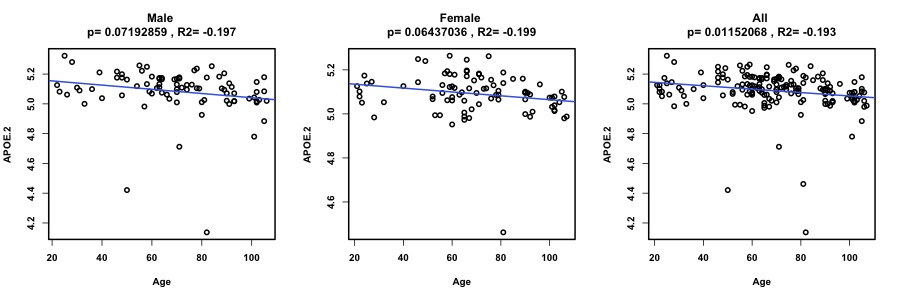 Male
p= 0.07192859 , R2= -0.197
APOE.2
5.2
5.0
4.8
4.6
4.4
4.2
20 40 60 80 100
Age
Female
p= 0.06437036 , R2= -0.199
5.2
5.0
4.8
4.6
20 40 60 80 100
Age
APOE.2
All
p= 0.01152068 , R2= -0.193
APOE.2
5.2
5.0
4.8
4.6
4.4
4.2
20 40 60 80 100
Age